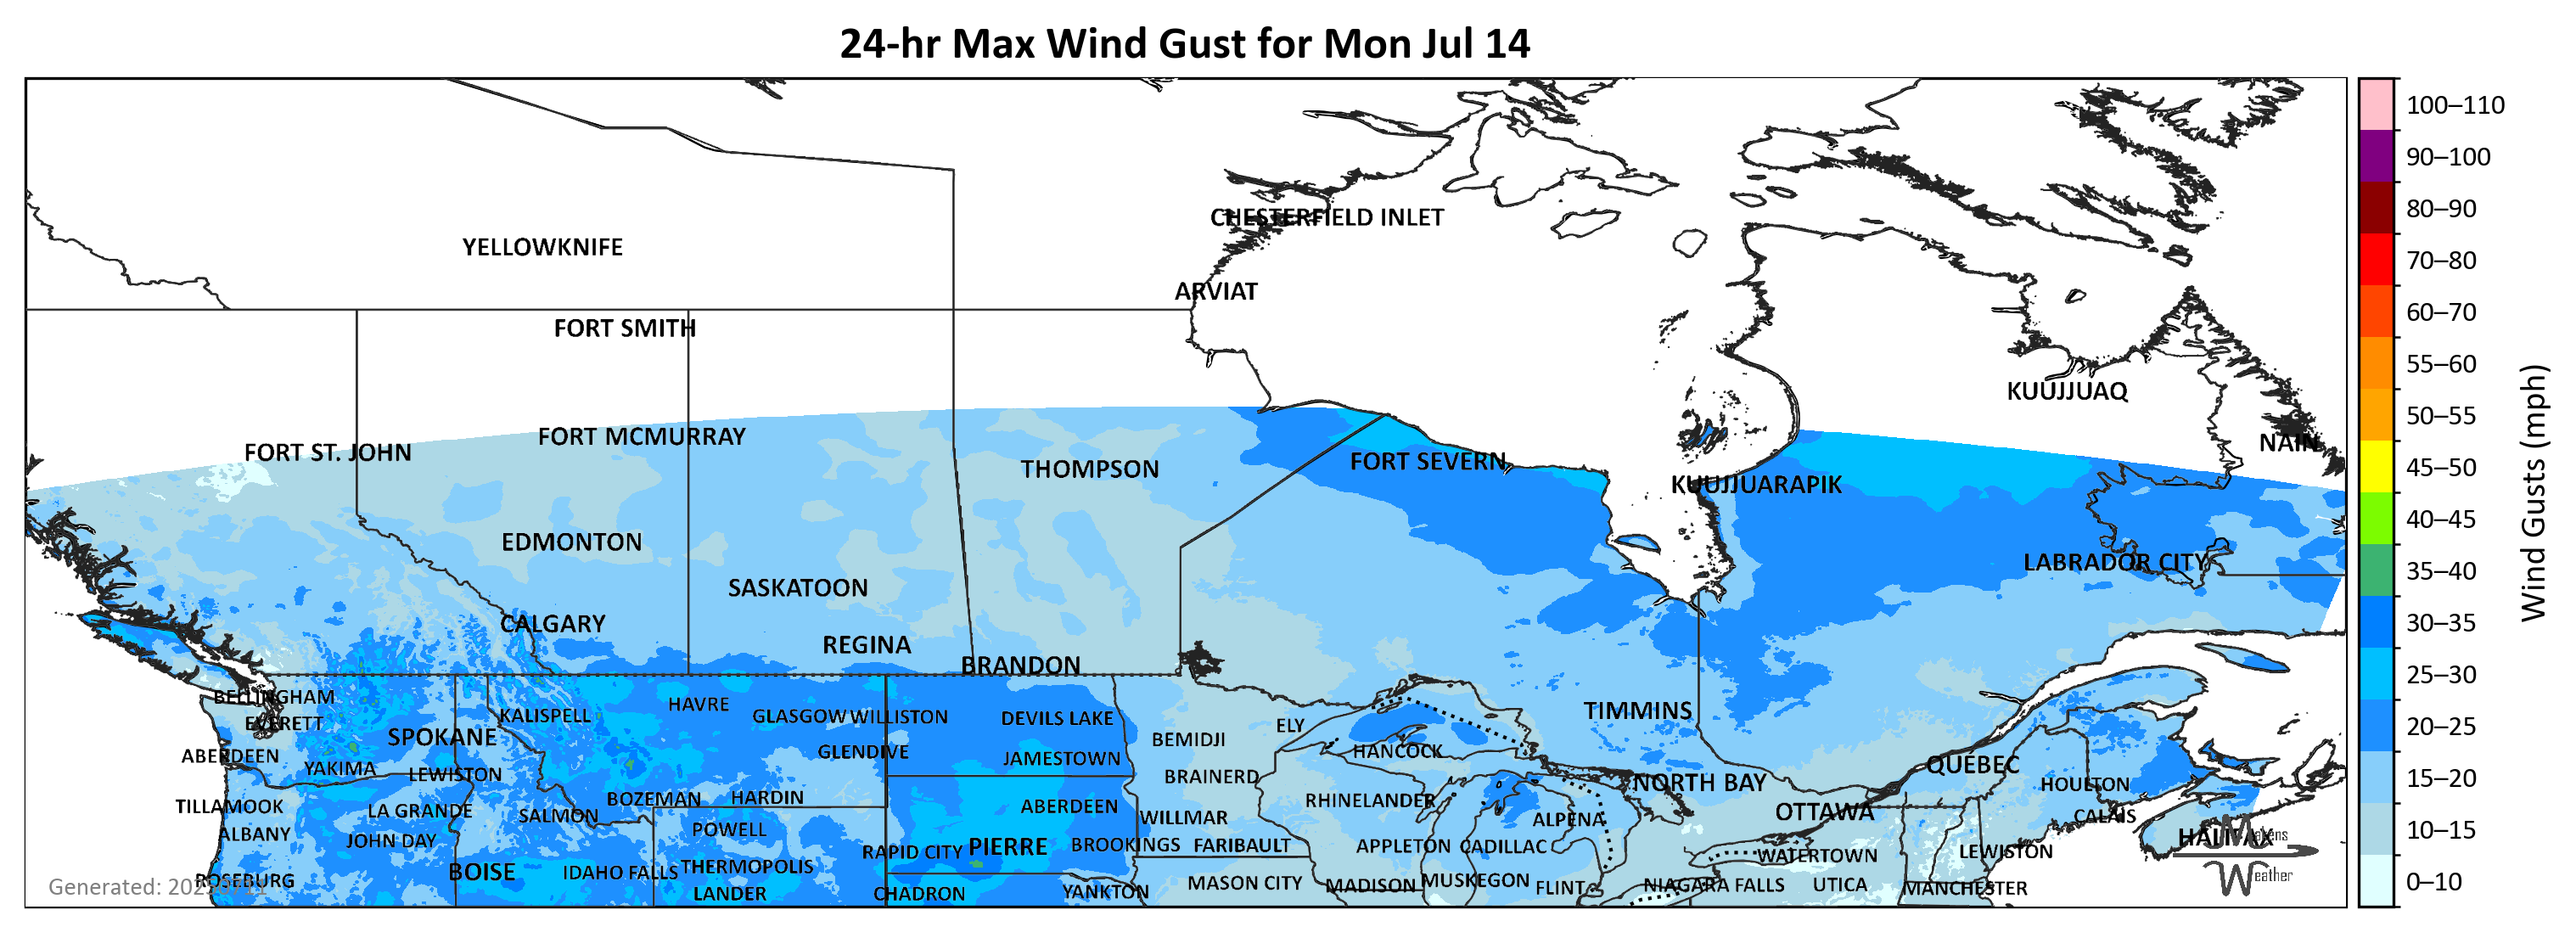 24-hr Max Wind Gust for Mon Jul 14
100–110
90–100
80–90
70–80
60–70
55–60
50–55
45–50
40–45
35–40
30–35
25–30
20–25
15–20
10–15
0–10
Wind Gusts (mph)
CHESTERFIELD INLET
YELLOWKNIFE
ARVIAT
FORT SMITH
KUUJJUAQ
FORT MCMURRAY
NAIN
FORT ST. JOHN
FORT SEVERN
THOMPSON
KUUJJUARAPIK
EDMONTON
LABRADOR CITY
SASKATOON
CALGARY
REGINA
BRANDON
BELLINGHAM
HAVRE
TIMMINS
KALISPELL
GLASGOW
WILLISTON
DEVILS LAKE
EVERETT
ELY
SPOKANE
BEMIDJI
GLENDIVE
HANCOCK
ABERDEEN
JAMESTOWN
QUÉBEC
YAKIMA
LEWISTON
BRAINERD
NORTH BAY
HOULTON
BOZEMAN
HARDIN
RHINELANDER
TILLAMOOK
LA GRANDE
ABERDEEN
OTTAWA
SALMON
WILLMAR
ALPENA
CALAIS
ALBANY
POWELL
HALIFAX
JOHN DAY
RAPID CITY
PIERRE
BROOKINGS
FARIBAULT
APPLETON
CADILLAC
WATERTOWN
LEWISTON
BOISE
IDAHO FALLS
THERMOPOLIS
ROSEBURG
MASON CITY
MADISON
MUSKEGON
FLINT
NIAGARA FALLS
UTICA
MANCHESTER
LANDER
CHADRON
YANKTON
Generated:
Weather